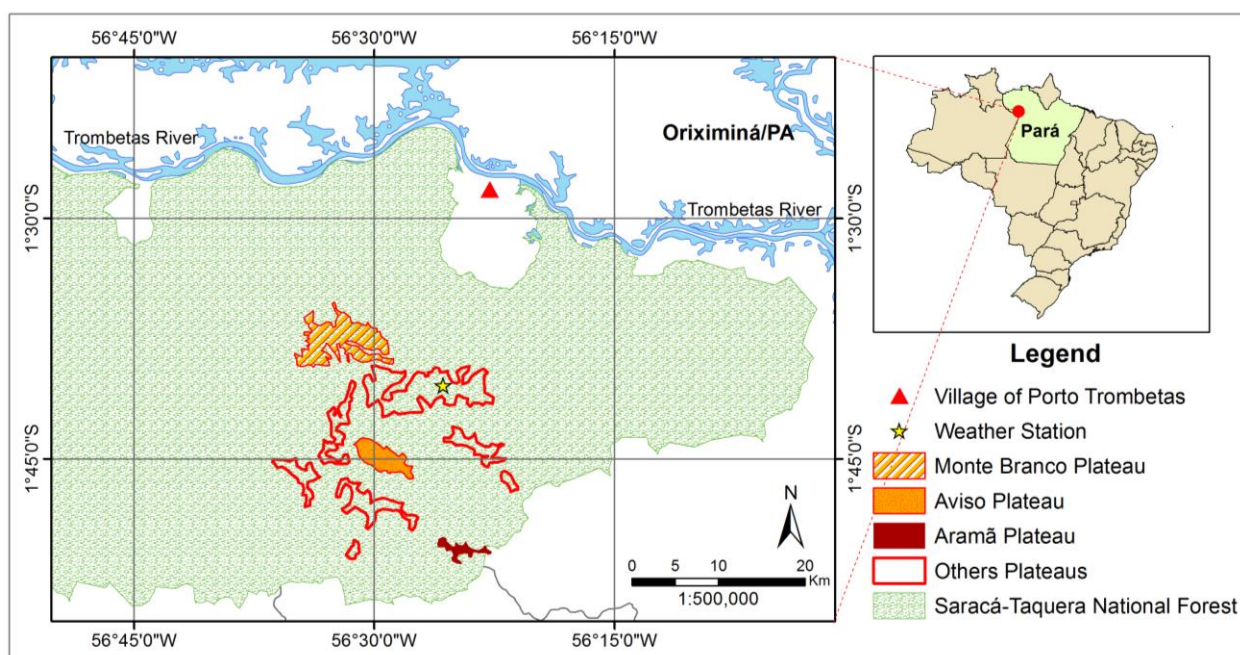 56°45'0"W 56°30'0"W 56°15'0"W
Trombetas River
Oriximiná/PA
Trombetas River
1°30'0"S
1°30'0"S
1°45'0"S
1°45'0"S
N
0 5 10 20
Km
1:500,000
56°45'0"W 56°30'0"W 56°15'0"W
Pará
Legend
Village of Porto Trombetas
Weather Station
Monte Branco Plateau
Aviso Plateau
Aramã Plateau
Others Plateaus
Saracá-Taquera National Forest